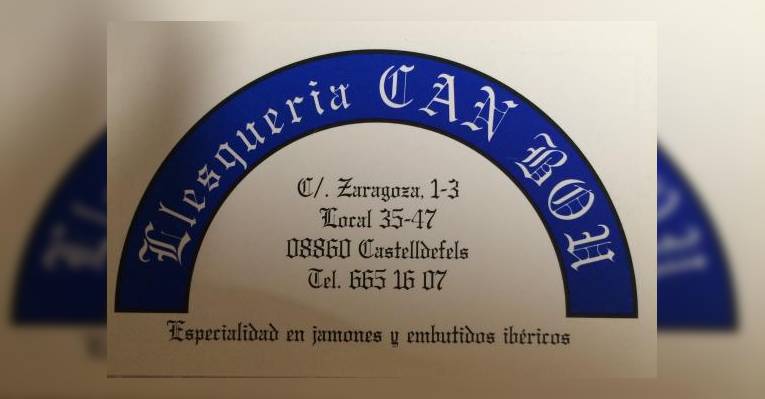 Llesqueria CAN BOU
C/. Zaragoza, 1-3
Local 35-47
08860 Castelldefels
Tel. 665 16 07
Especialidad en jamones y embutidos ibéricos